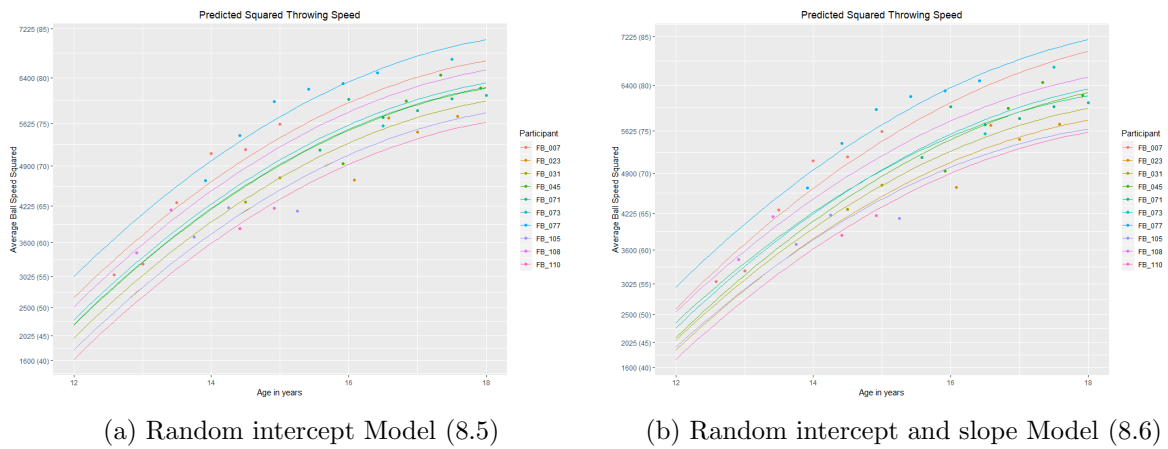 Predicted Squared Throwing Speed
Average Ball Speed Squared
7225 (85)
6400 (80)
5625 (75)
4900 (70)
4225 (65)
3600 (60)
3025 (55)
2500 (50)
2025 (45)
1600 (40)
12
14
16
18
Age in years
Participant
FB_007
FB_023
FB_031
FB_045
FB_071
FB_073
FB_077
FB_105
FB_108
FB_110
(a) Random intercept Model (8.5)
Predicted Squared Throwing Speed
Average Ball Speed Squared
7225 (85)
6400 (80)
5625 (75)
4900 (70)
4225 (65)
3600 (60)
3025 (55)
2500 (50)
2025 (45)
1600 (40)
12
14
16
18
Age in years
Participant
FB_007
FB_023
FB_031
FB_045
FB_071
FB_073
FB_077
FB_105
FB_108
FB_110
(b) Random intercept and slope Model (8.6)